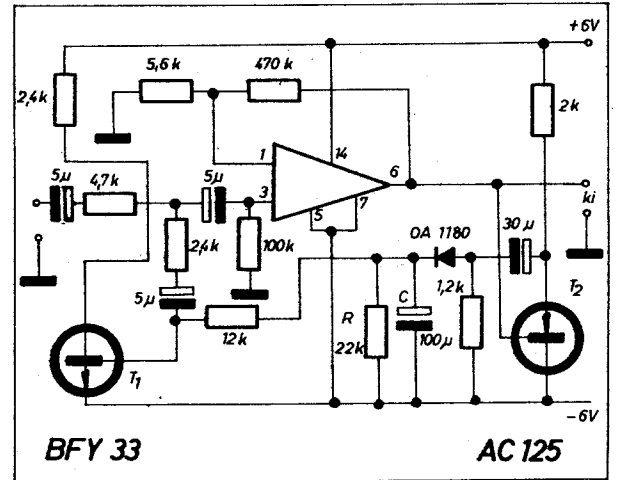 +6V
5,6k
470k
2,4k
2k
14
5µ
4,7k
5µ
1
3
6
5
7
ki
2,4k
100k
OA 1180
30µ
5µ
1,2k
T2
R
C
12k
22k
100µ
T1
-6V
BFY 33
AC 125